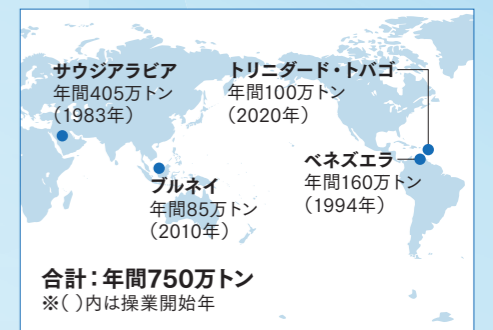 サウジアラビア
年間405万トン
（1983年）
トリニダード・トバゴ
年間100万トン
（2020年）
ブルネイ
年間85万トン
（2010年）
ベネズエラ
年間160万トン
（1994年）
合計：年間750万トン
※（ ）内は操業開始年